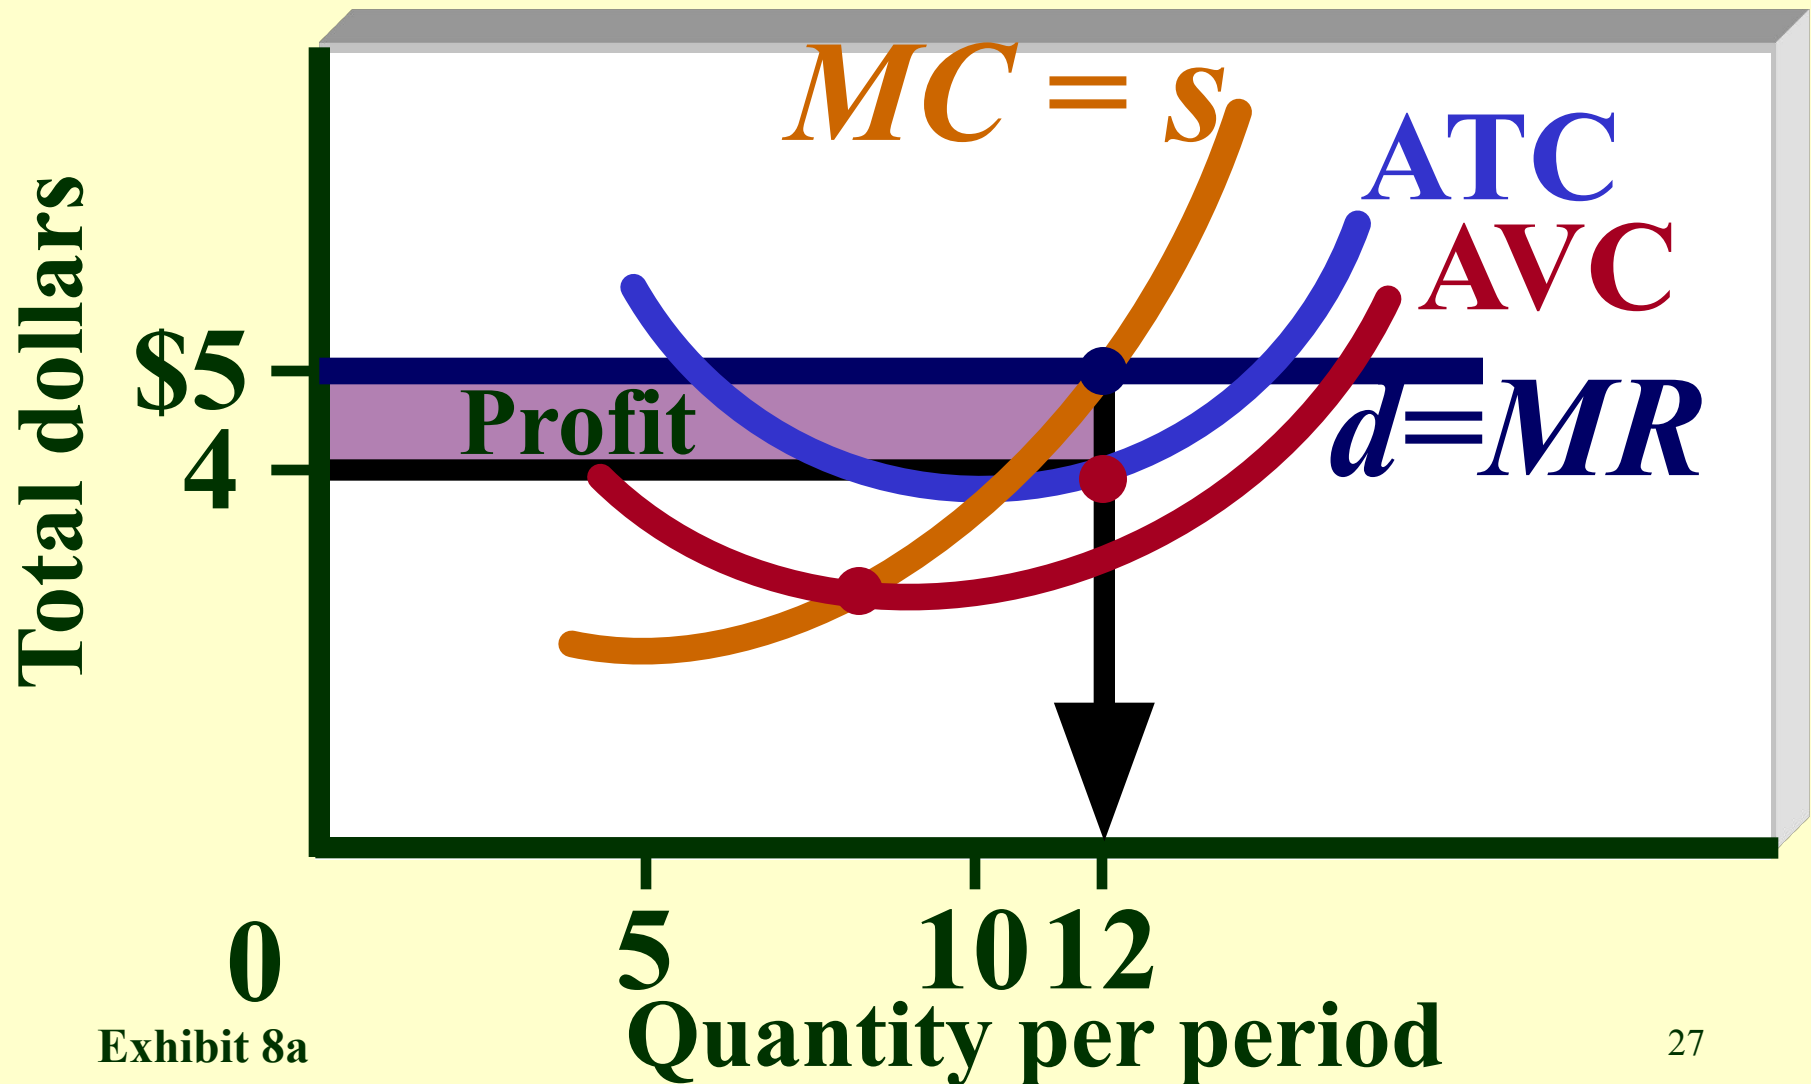 MC = s
ATC
AVC
Total dollars
$5
Profit
d=MR
4
0
5
10
12
Quantity per period
Exhibit 8a
27